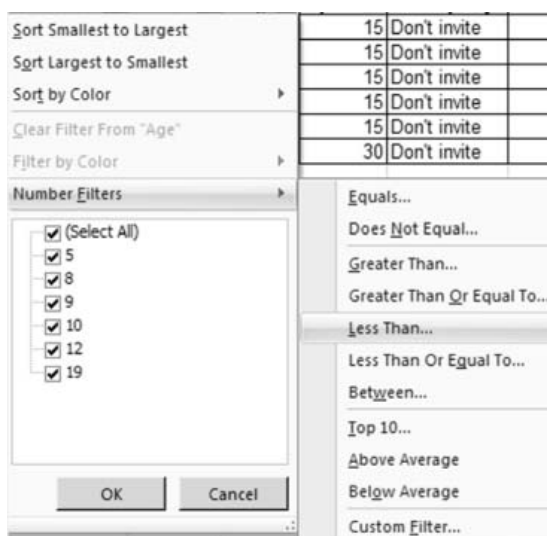 Sort Smallest to Largest
Sort Largest to Smallest
Sort by Color
Clear Filter From "Age"
Filter by Color
Number Filters
(Select All)
5
8
9
10
12
19
OK Cancel
15 Don't invite
15 Don't invite
15 Don't invite
15 Don't invite
15 Don't invite
30 Don't invite
Equals...
Does Not Equal...
Greater Than...
Greater Than Or Equal To...
Less Than...
Less Than Or Equal To...
Between...
Top 10...
Above Average
Below Average
Custom Filter...